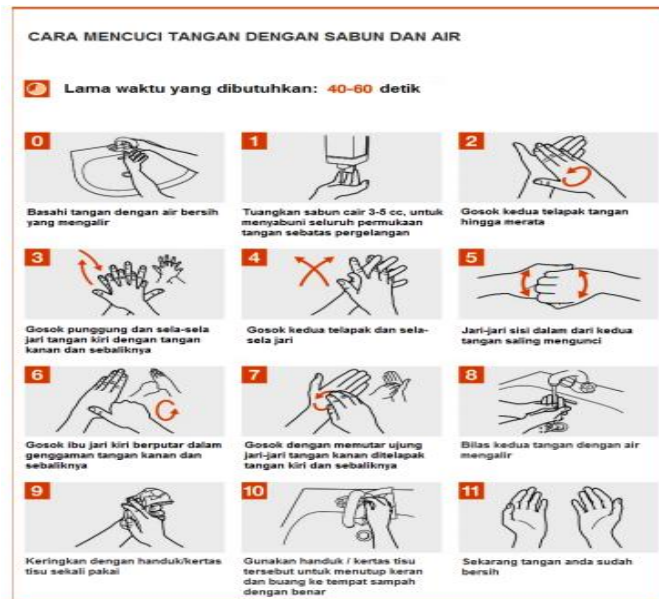 CARA MENCUCI TANGAN DENGAN SABUN DAN AIR
Lama waktu yang dibutuhkan: 40-60 detik
0
Basahi tangan dengan air bersih
yang mengalir
1
Tuangkan sabun cair 3-5 cc, untuk
menyabuni seluruh permukaan
tangan sebatas pergelangan
2
Gosok kedua telapak tangan
hingga merata
3
Gosok punggung dan sela-sela
jari tangan kiri dengan tangan
kanan dan sebaliknya
4
Gosok kedua telapak dan sela-
sela jari
5
Jari-jari sisi dalam dari kedua
tangan saling mengunci
6
Gosok ibu jari kiri berputar dalam
genggaman tangan kanan dan
sebaliknya
7
Gosok dengan memutar ujung
jari-jari tangan kanan ditelapak
tangan kiri dan sebaliknya
8
Bilas kedua tangan dengan air
mengalir
9
Keringkan dengan handuk/kertas
tisu sekali pakai
10
Gunakan handuk / kertas tisu
tersebut untuk menutup keran
dan buang ke tempat sampah
dengan benar
11
Sekarang tangan anda sudah
bersih